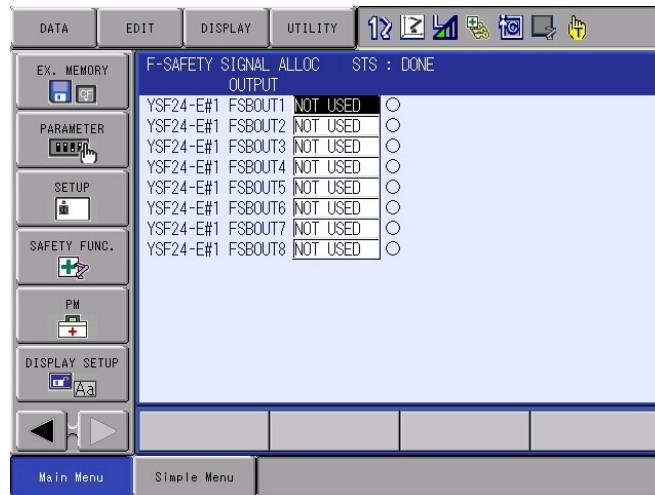 DATA EDIT DISPLAY UTILITY
EX. MEMORY
CF
PARAMETER
SETUP
SAFETY FUNC.
PM
DISPLAY SETUP
Aa
F-SAFETY SIGNAL ALLOC STS : DONE
OUTPUT
YSF24-E#1 FSBOUT1 NOT USED
YSF24-E#1 FSBOUT2 NOT USED
YSF24-E#1 FSBOUT3 NOT USED
YSF24-E#1 FSBOUT4 NOT USED
YSF24-E#1 FSBOUT5 NOT USED
YSF24-E#1 FSBOUT6 NOT USED
YSF24-E#1 FSBOUT7 NOT USED
YSF24-E#1 FSBOUT8 NOT USED
Main Menu Simple Menu